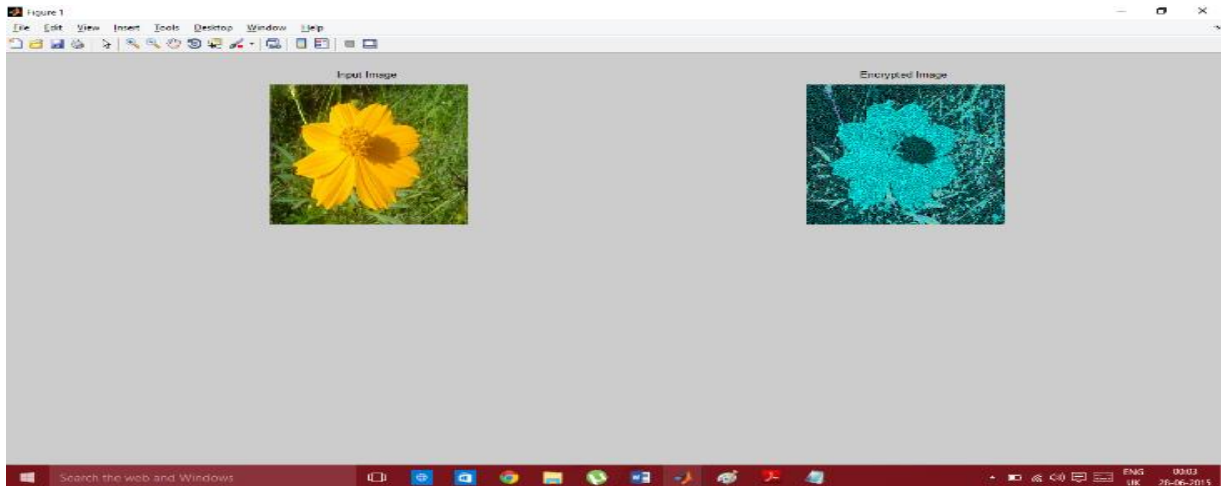 Figure 1
File Edit View Insert Tools Desktop Window Help
Input Image
Encrypted Image
Search the web and Windows
ENG
UK
00:03
28-06-2015